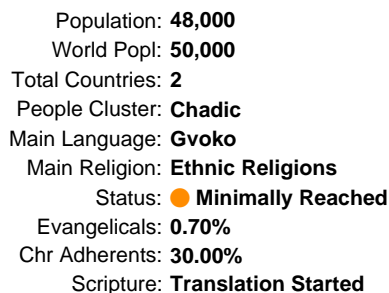 Population: 48,000
World Popl: 50,000
Total Countries: 2
People Cluster: Chadic
Main Language: Gvoko
Main Religion: Ethnic Religions
Status: Minimally Reached
Evangelicals: 0.70%
Chr Adherents: 30.00%
Scripture: Translation Started